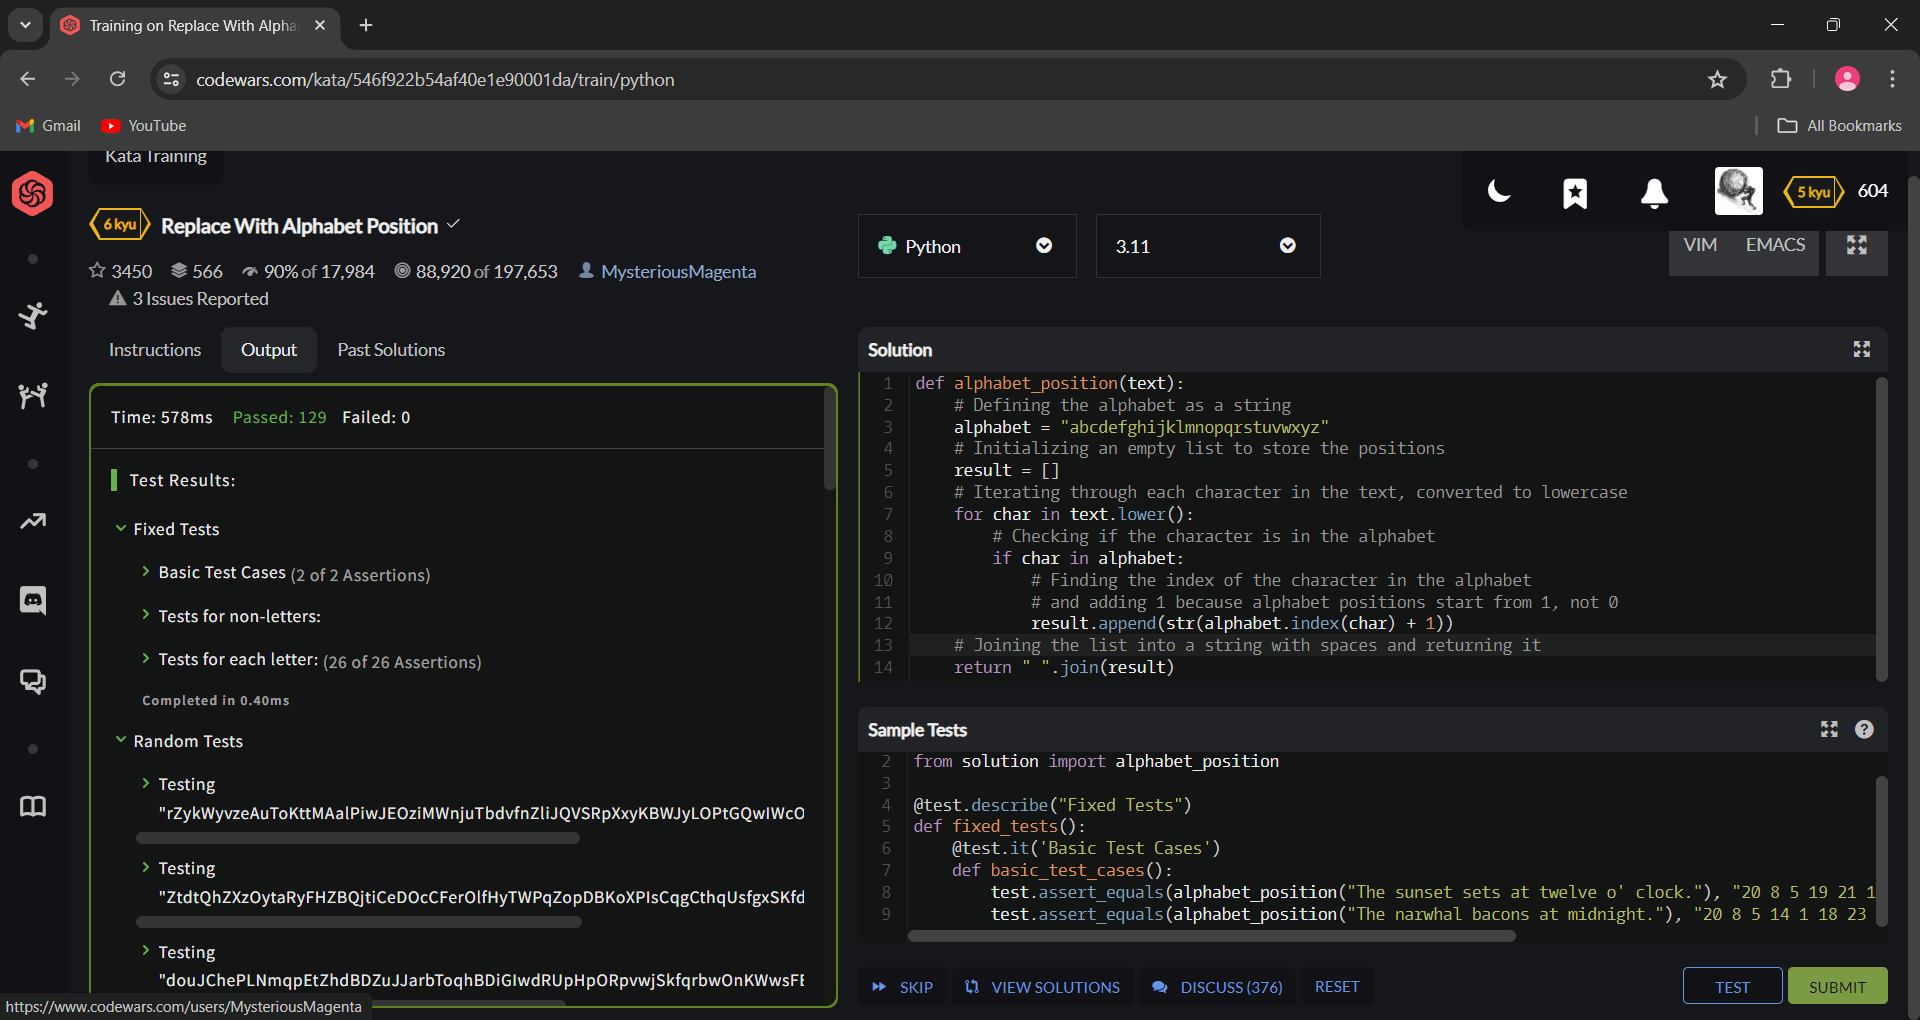 Training on Replace With Alpha
codewars.com/kata/546f922b54af40e1e90001da/train/python
Gmail
YouTube
All Bookmarks
Kata Training
5 kyu
604
6 kyu
Replace With Alphabet Position
3450
566
90% of 17,984
88,920 of 197,653
MysteriousMagenta
3 Issues Reported
Python
3.11
VIM
EMACS
Instructions
Output
Past Solutions
Time: 578ms Passed: 129 Failed: 0
Test Results:
Fixed Tests
Basic Test Cases (2 of 2 Assertions)
Tests for non-letters:
Tests for each letter: (26 of 26 Assertions)
Completed in 0.40ms
Random Tests
Testing
"rZykWyvzeAuToKttMAalPiwJEOziMWnjuTbdvfnZliJQVSRpXxyKBWJyLOPtGQwIWcO
Testing
"ZtdtQhZXzOytaRyFHZBQjtiCeDOcCFerOlfHyTWPqZopDBKoXPIsCqgCthqUsfgxSKfd
Testing
"douJChePLNmqpEtZhdBDZuJJarbToqhBDiGIwdRUpHpORpvwjSkfqrbwOnKWwsFE
https://www.codewars.com/users/MysteriousMagenta
Solution
1 def alphabet_position(text):
2 # Defining the alphabet as a string
3 alphabet = "abcdefghijklmnopqrstuvwxyz"
4 # Initializing an empty list to store the positions
5 result = []
6 # Iterating through each character in the text, converted to lowercase
7 for char in text.lower():
8 # Checking if the character is in the alphabet
9 if char in alphabet:
10 # Finding the index of the character in the alphabet
11 # and adding 1 because alphabet positions start from 1, not 0
12 result.append(str(alphabet.index(char) + 1))
13 # Joining the list into a string with spaces and returning it
14 return " ".join(result)
Sample Tests
2 from solution import alphabet_position
3
4 @test.describe("Fixed Tests")
5 def fixed_tests():
6 @test.it('Basic Test Cases')
7 def basic_test_cases():
8 test.assert_equals(alphabet_position("The sunset sets at twelve o' clock."), "20 8 5 19 21 1
9 test.assert_equals(alphabet_position("The narwhal bacons at midnight."), "20 8 5 14 1 18 23
SKIP
VIEW SOLUTIONS
DISCUSS (376)
RESET
TEST
SUBMIT